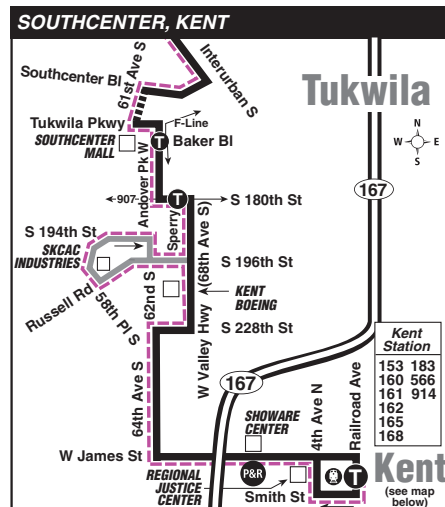 SOUTHCENTER, KENT
61st Ave S
Interurban S
Southcenter Bl
Tukwila
Tukwila Pkwy
F-Line
T
Baker Bl
SOUTHCENTER
MALL
N
W E
S
Andover Pk W
907
T
S 180th St
167
Sperry
(68th Ave S)
S 194th St
SKCAC
INDUSTRIES
S 196th St
Russell Rd
58th Pl S
62nd S
KENT
BOEING
W Valley Hwy
S 228th St
Kent
Station
153 183
160 566
161 914
162
165
168
64th Ave S
167
4th Ave N
Railroad Ave
SHOWARE
CENTER
W James St
REGIONAL
JUSTICE
CENTER
P&R
Smith St
T
Kent
(see map
below)